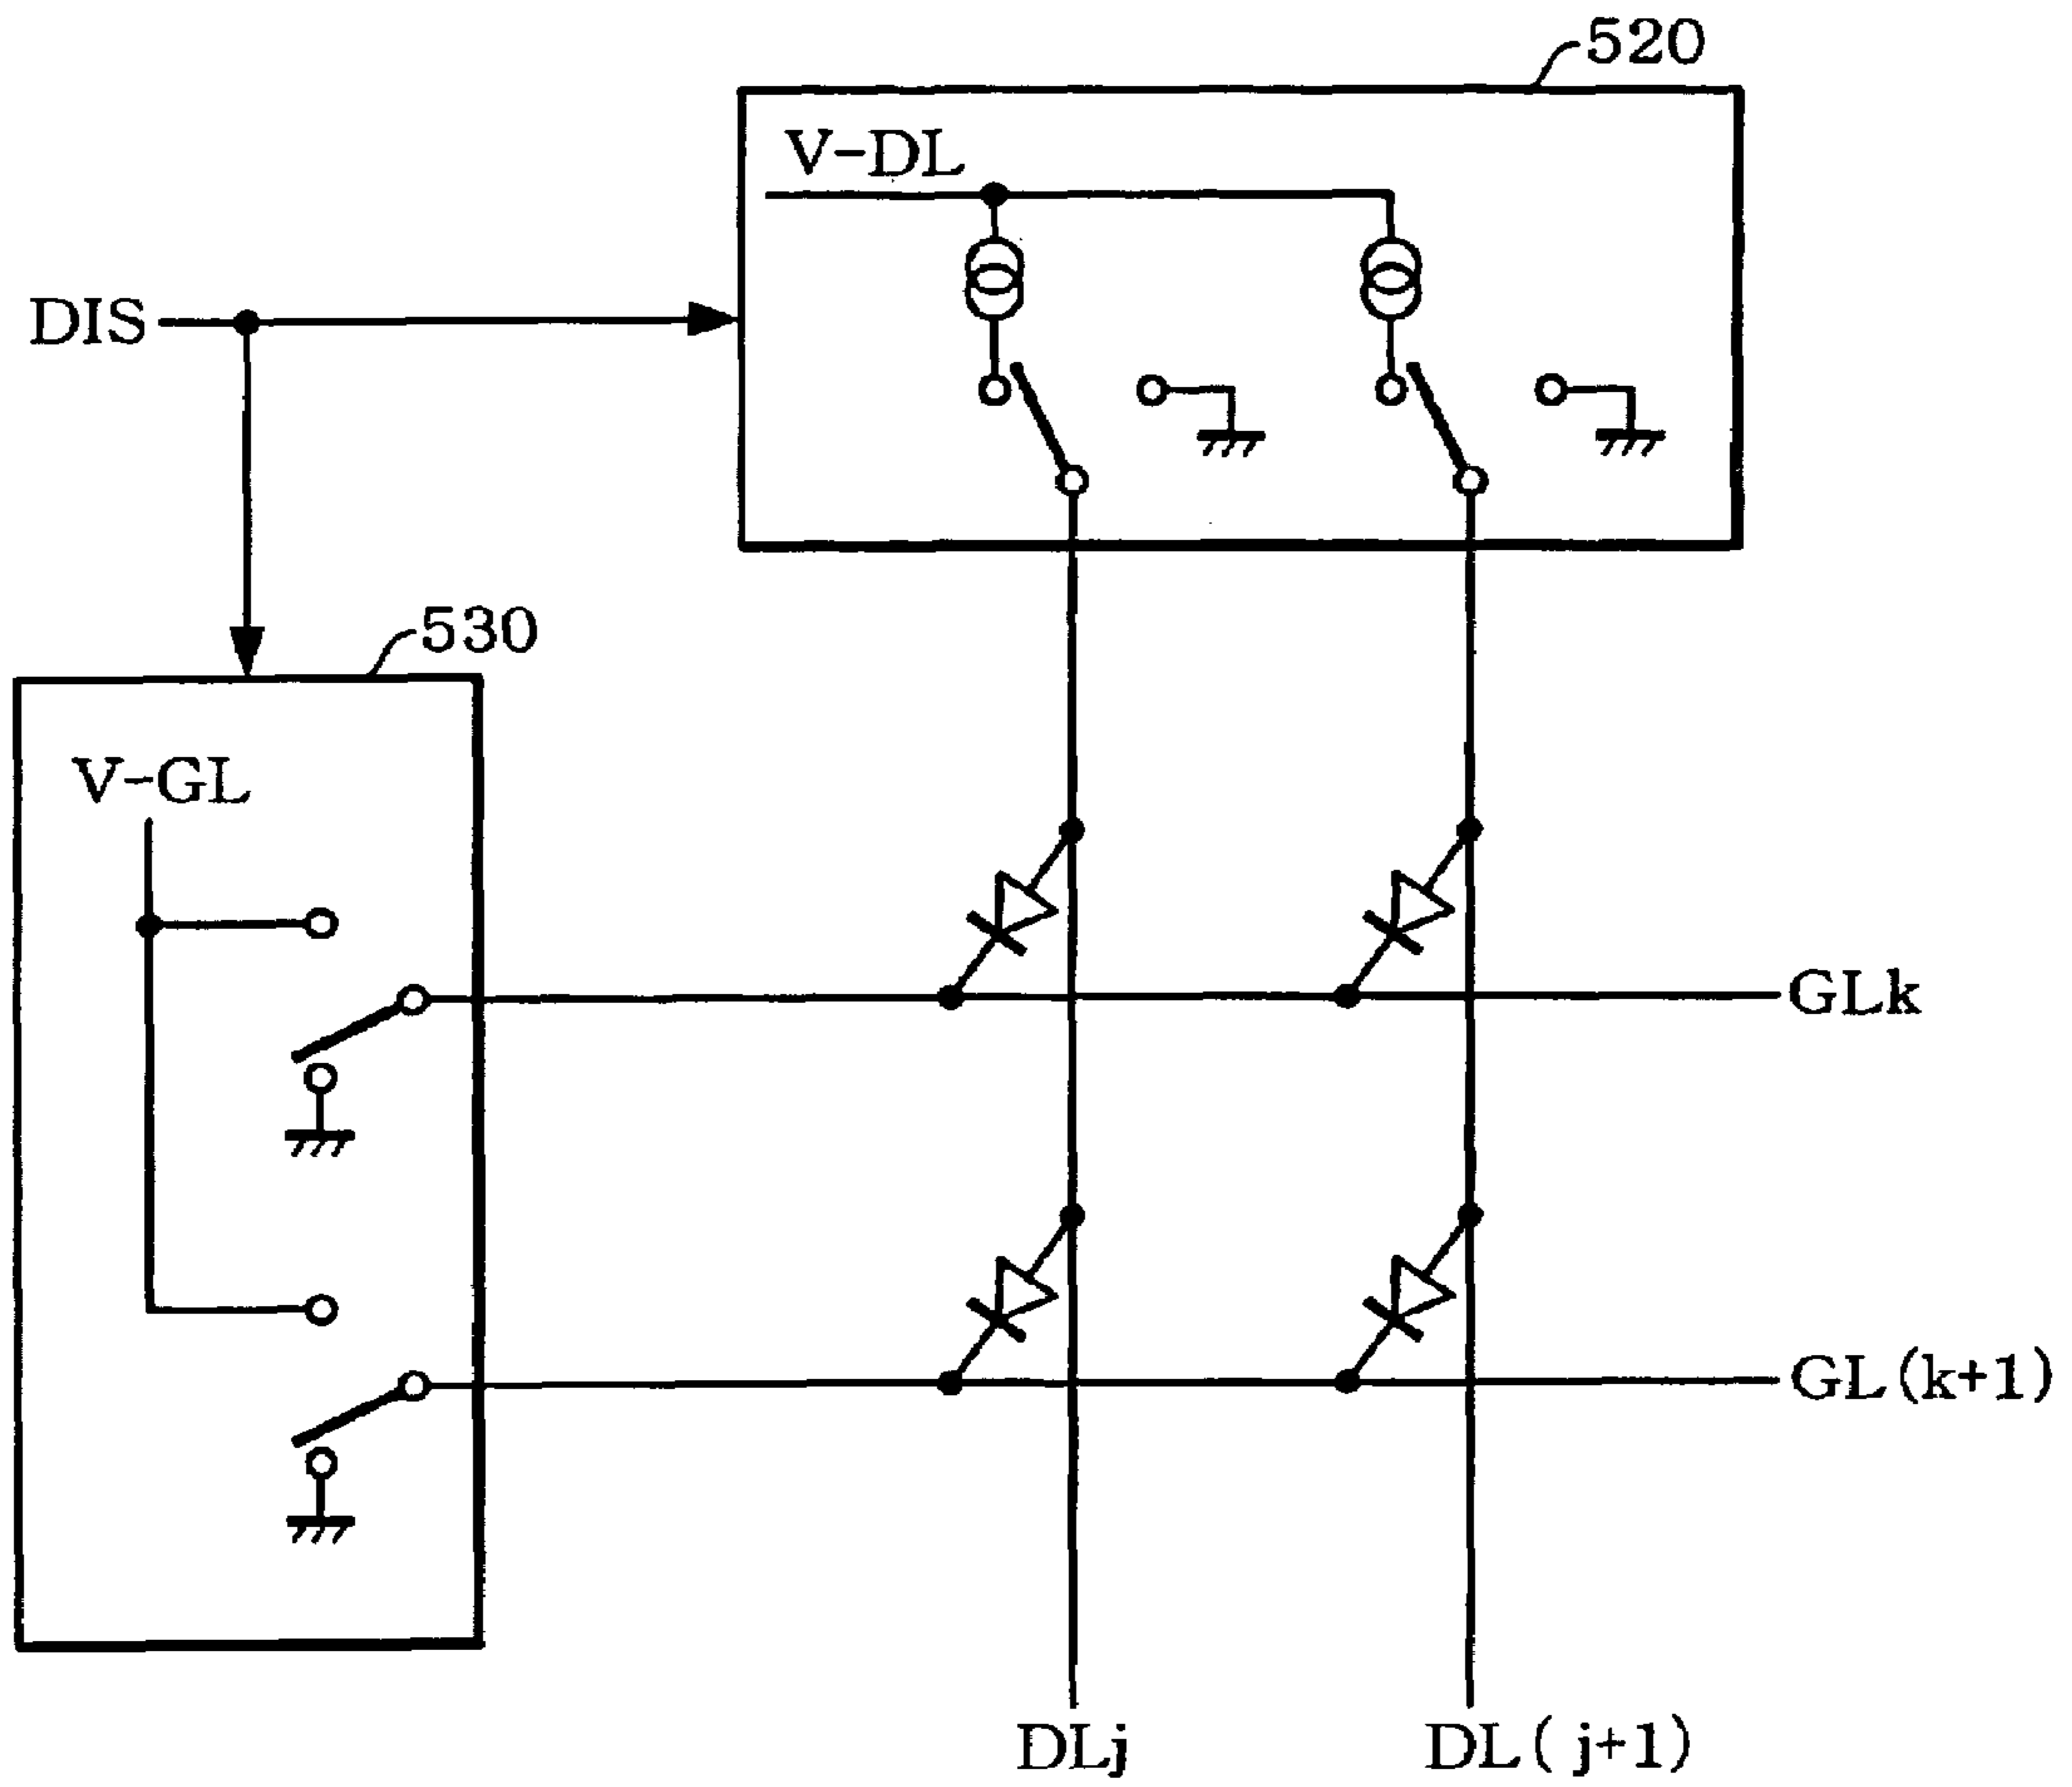 520
V-DL
DIS
530
V-GL
GLk
GL(k+1)
DLj
DL( j+1)